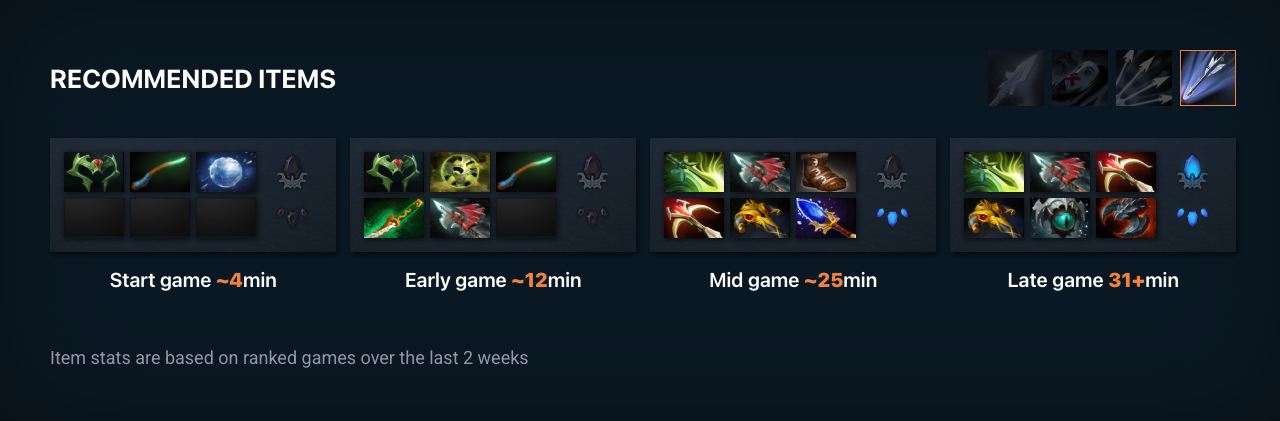 RECOMMENDED ITEMS
Start game ~4min
Early game ~12min
Mid game ~25min
Late game 31+min
Item stats are based on ranked games over the last 2 weeks